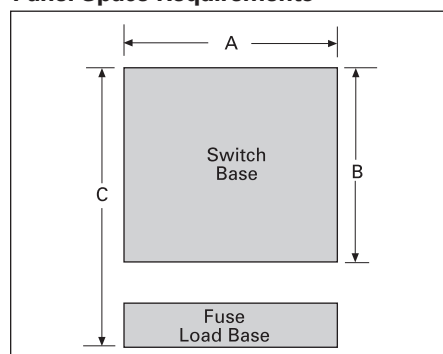 Panel Space Requirements
A
Switch
Base
B
C
Fuse
Load Base